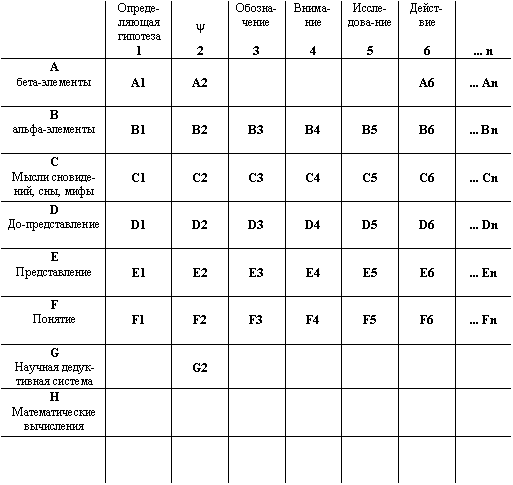 Опреде- Обозна- Внима- Иссле- Дейст-
ляющая ψ чение ние дова-ние вие
гипотеза
1 2 3 4 5 6 ... n
A
бета-элементы A1 A2 A6 ... An
B
альфа-элементы B1 B2 B3 B4 B5 B6 ... Bn
C
Мысли сновиде- C1 C2 C3 C4 C5 C6 ... Cn
ний, сны, мифы
D
До-представление D1 D2 D3 D4 D5 D6 ... Dn
E
Представление E1 E2 E3 E4 E5 E6 ... En
F
Понятие F1 F2 F3 F4 F5 F6 ... Fn
G
Научная дедук- G2
тивная система
H
Математические
вычисления